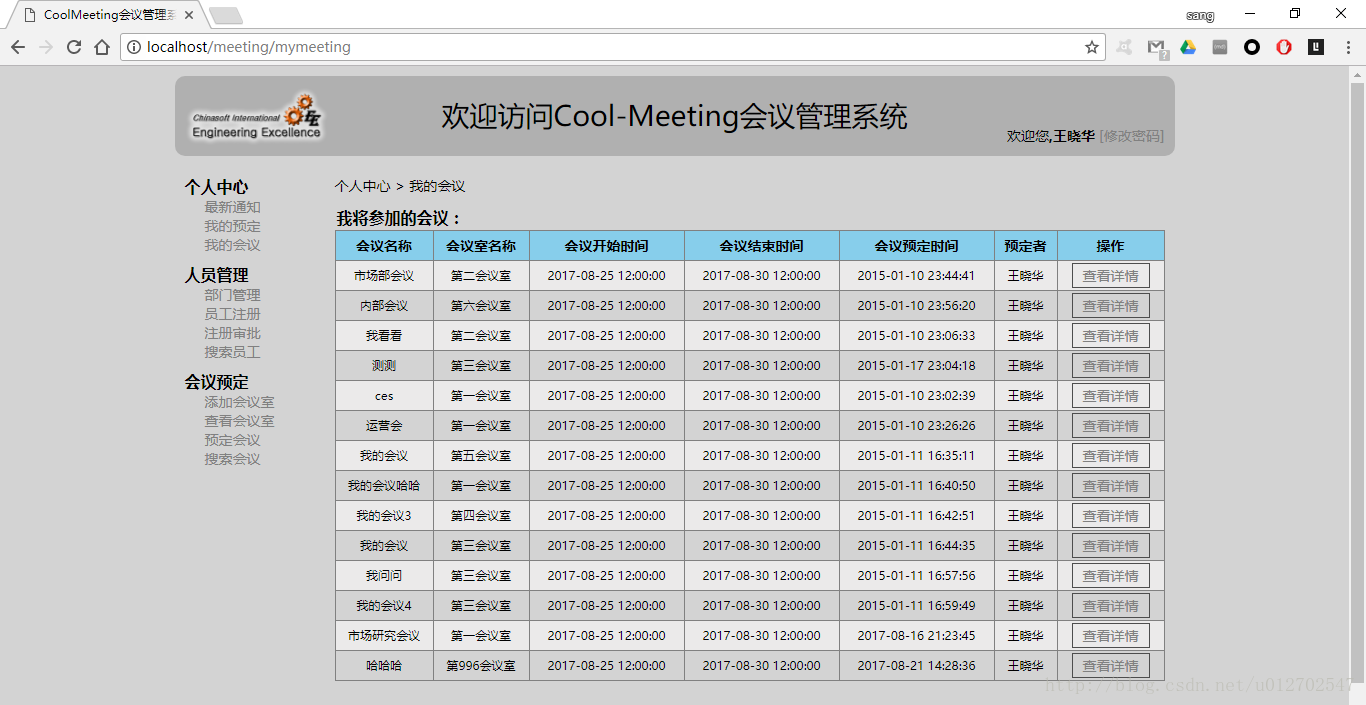 CoolMeeting会议管理系
sang
localhost/meeting/mymeeting
Chinasoft International
Engineering Excellence
欢迎访问Cool-Meeting会议管理系统
欢迎您,王晓华 [修改密码]
个人中心
最新通知
我的预定
我的会议
人员管理
部门管理
员工注册
注册审批
搜索员工
会议预定
添加会议室
查看会议室
预定会议
搜索会议
个人中心 > 我的会议
我将参加的会议：
会议名称 会议室名称 会议开始时间 会议结束时间 会议预定时间 预定者 操作
市场部会议 第二会议室 2017-08-25 12:00:00 2017-08-30 12:00:00 2015-01-10 23:44:41 王晓华 查看详情
内部会议 第六会议室 2017-08-25 12:00:00 2017-08-30 12:00:00 2015-01-10 23:56:20 王晓华 查看详情
我看看 第二会议室 2017-08-25 12:00:00 2017-08-30 12:00:00 2015-01-10 23:06:33 王晓华 查看详情
测测 第三会议室 2017-08-25 12:00:00 2017-08-30 12:00:00 2015-01-17 23:04:18 王晓华 查看详情
ces 第一会议室 2017-08-25 12:00:00 2017-08-30 12:00:00 2015-01-10 23:02:39 王晓华 查看详情
运营会 第一会议室 2017-08-25 12:00:00 2017-08-30 12:00:00 2015-01-10 23:26:26 王晓华 查看详情
我的会议 第五会议室 2017-08-25 12:00:00 2017-08-30 12:00:00 2015-01-11 16:35:11 王晓华 查看详情
我的会议哈哈 第一会议室 2017-08-25 12:00:00 2017-08-30 12:00:00 2015-01-11 16:40:50 王晓华 查看详情
我的会议3 第四会议室 2017-08-25 12:00:00 2017-08-30 12:00:00 2015-01-11 16:42:51 王晓华 查看详情
我的会议 第三会议室 2017-08-25 12:00:00 2017-08-30 12:00:00 2015-01-11 16:44:35 王晓华 查看详情
我问问 第三会议室 2017-08-25 12:00:00 2017-08-30 12:00:00 2015-01-11 16:57:56 王晓华 查看详情
我的会议4 第三会议室 2017-08-25 12:00:00 2017-08-30 12:00:00 2015-01-11 16:59:49 王晓华 查看详情
市场研究会议 第一会议室 2017-08-25 12:00:00 2017-08-30 12:00:00 2017-08-16 21:23:45 王晓华 查看详情
哈哈哈 第996会议室 2017-08-25 12:00:00 2017-08-30 12:00:00 2017-08-21 14:28:36 王晓华 查看详情
http://blog.csdn.net/u012702547